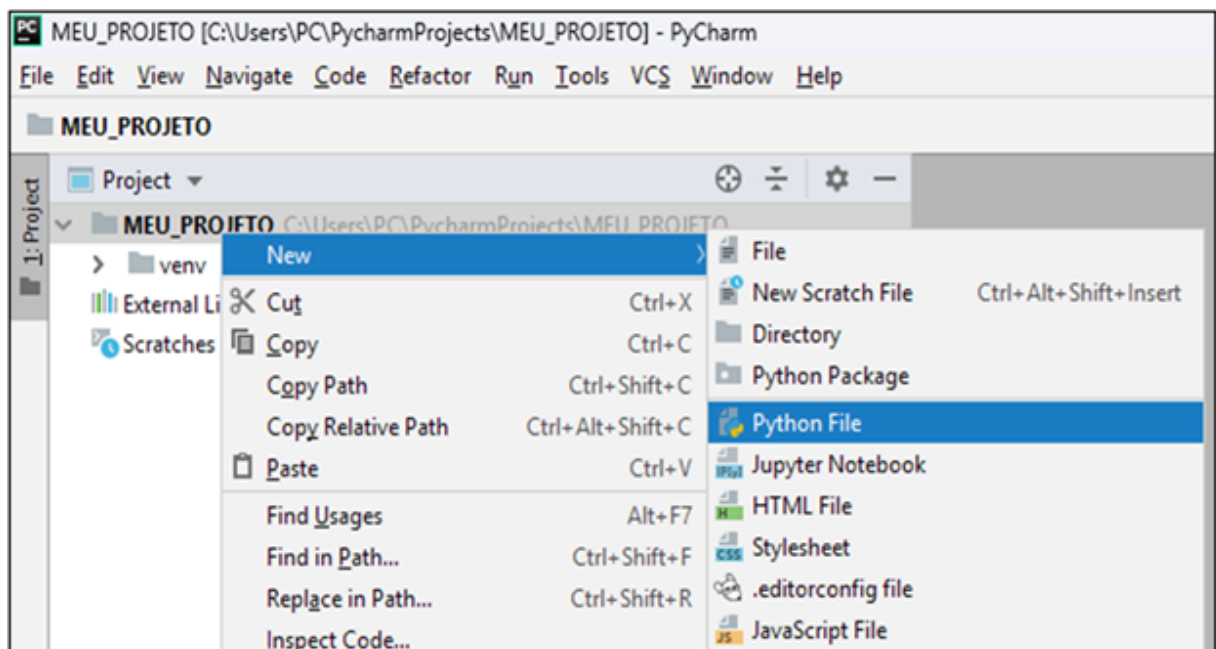 PC MEU_PROJETO [C:\Users\PC\PycharmProjects\MEU_PROJETO] - PyCharm
File Edit View Navigate Code Refactor Run Tools VCS Window Help
MEU_PROJETO
1: Project
Project
MEU_PROJETO C:\Users\PC\PycharmProjects\MEU_PROJETO
venv
External Li
Scratches
New
Cut Ctrl+X
Copy Ctrl+C
Copy Path Ctrl+Shift+C
Copy Relative Path Ctrl+Alt+Shift+C
Paste Ctrl+V
Find Usages Alt+F7
Find in Path... Ctrl+Shift+F
Replace in Path... Ctrl+Shift+R
Inspect Code...
File
New Scratch File Ctrl+Alt+Shift+Insert
Directory
Python Package
Python File
IP[y] Jupyter Notebook
H HTML File
CSS Stylesheet
.editorconfig file
JS JavaScript File